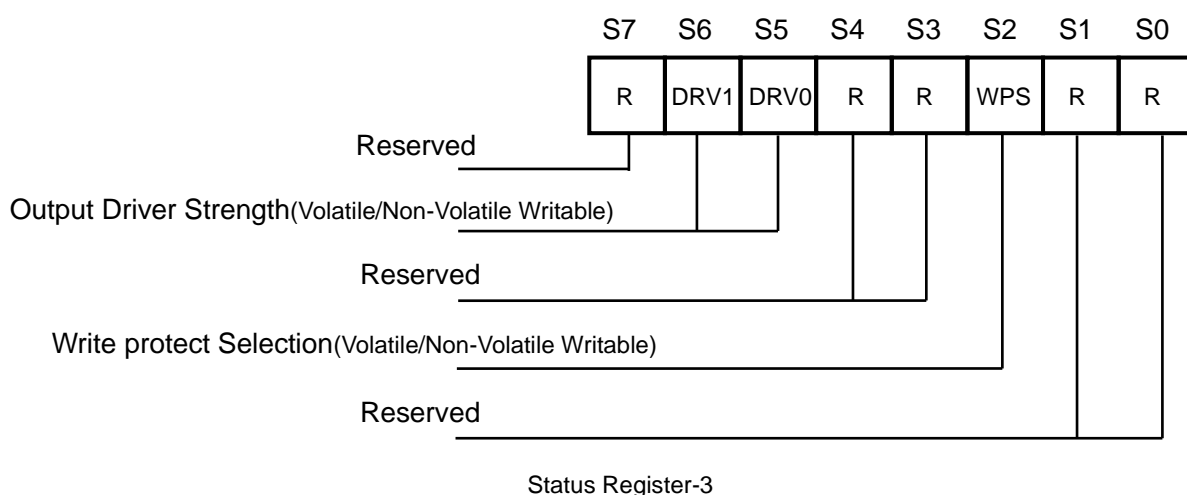 S7 S6 S5 S4 S3 S2 S1 S0
R DRV1 DRV0 R R WPS R R
Reserved
Output Driver Strength(Volatile/Non-Volatile Writable)
Reserved
Write protect Selection(Volatile/Non-Volatile Writable)
Reserved
Status Register-3